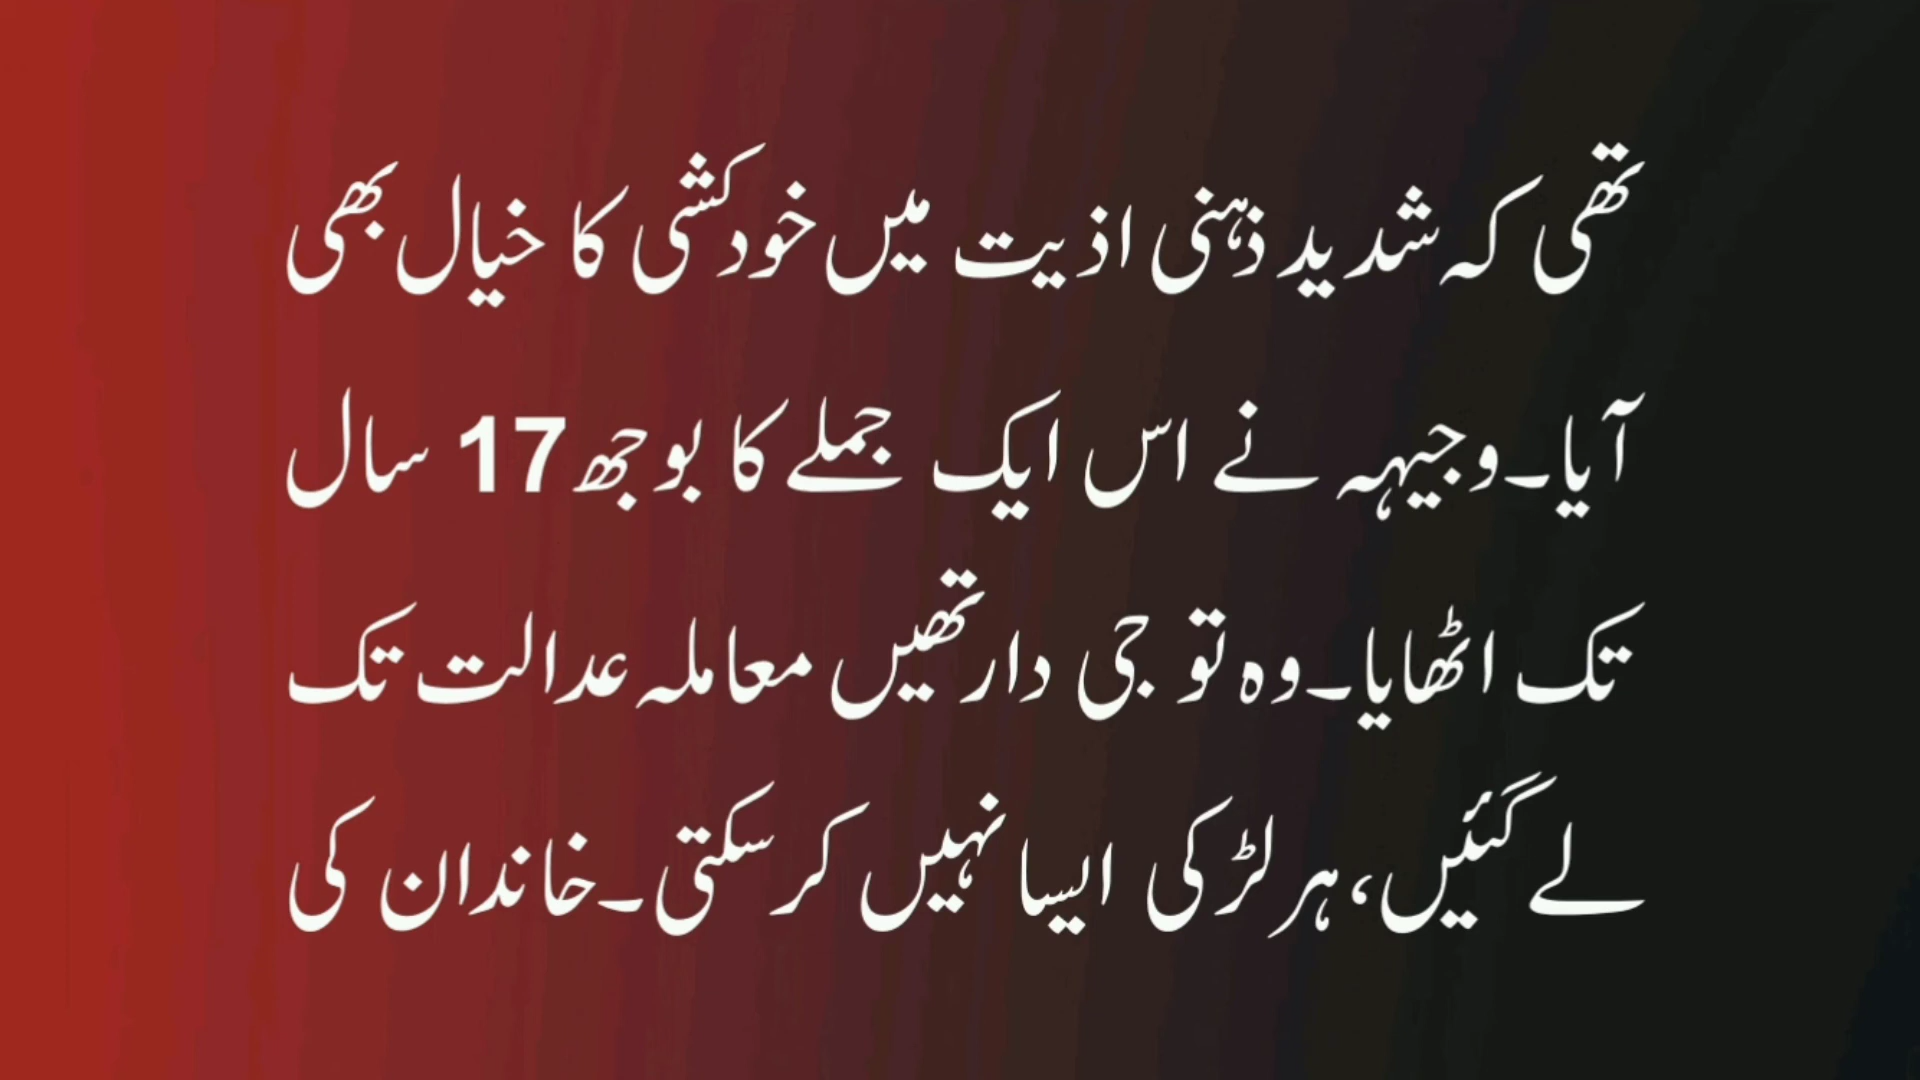 تھی کہ شدید ذہنی اذیت میں خودکشی کا خیال بھی
آیا۔وجیہہ نے اس ایک جملے کا بوجھ 17 سال
تک اٹھایا۔وہ تو جی دار تھیں معاملہ عدالت تک
لے گئیں، ہر لڑکی ایسا نہیں کر سکتی۔خاندان کی